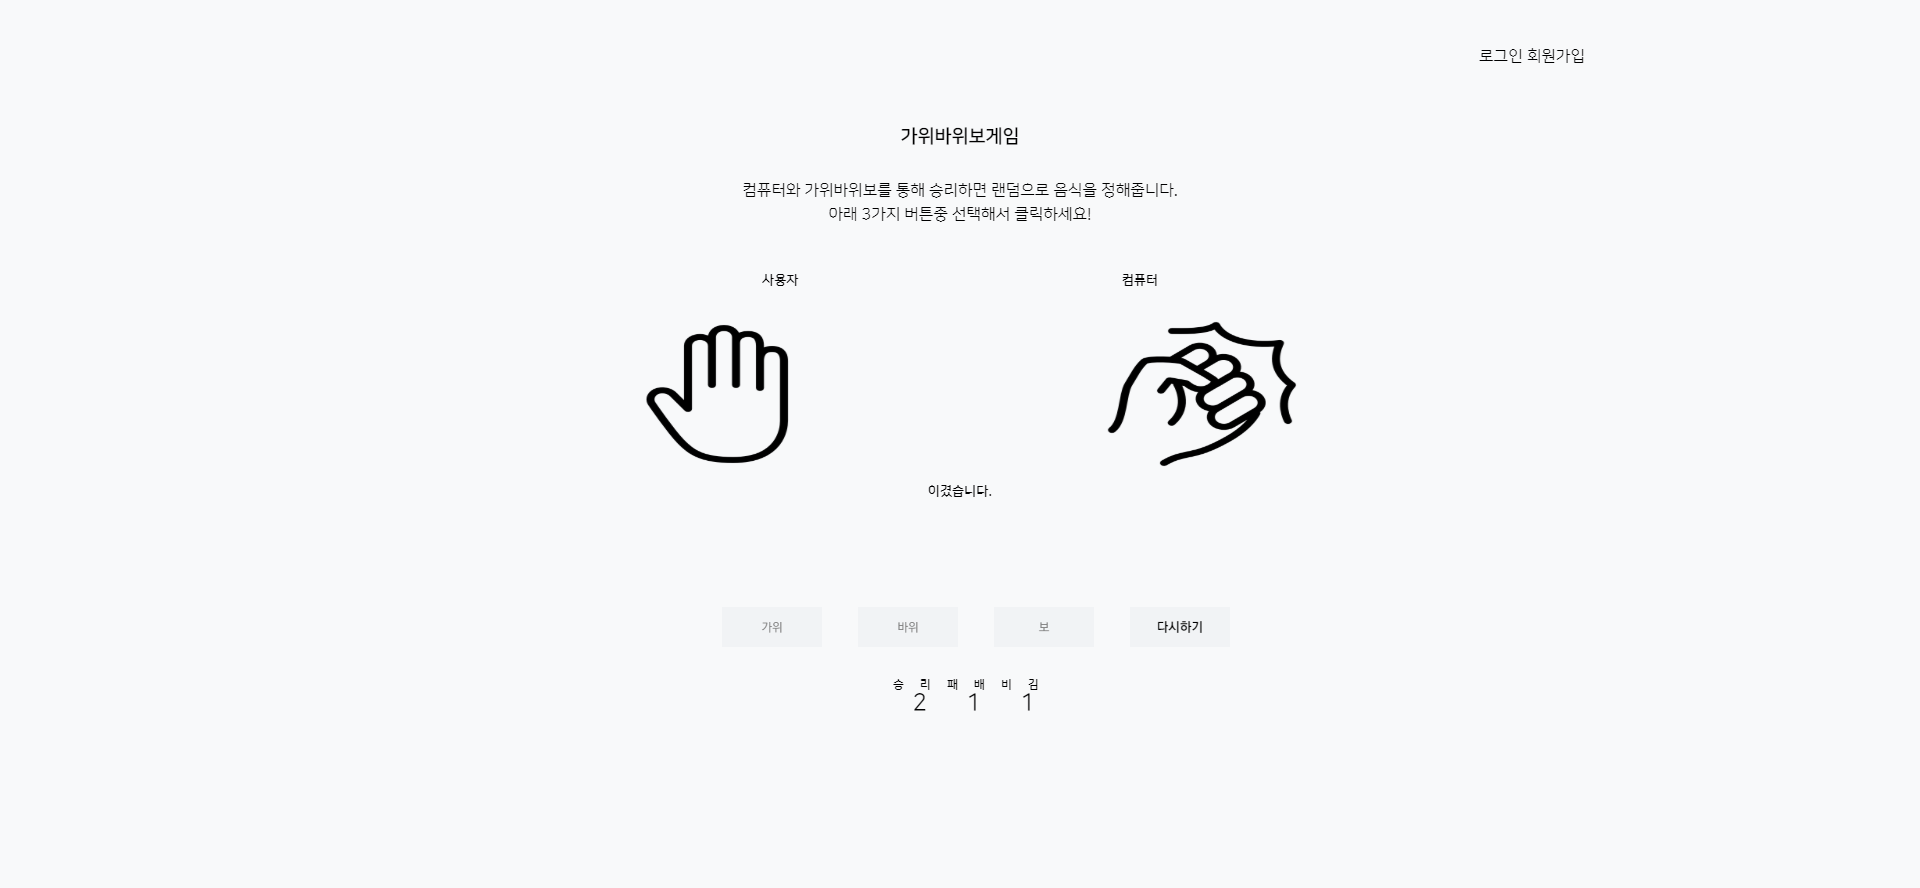 로그인 회원가입
가위바위보게임
컴퓨터와 가위바위보를 통해 승리하면 랜덤으로 음식을 정해줍니다.
아래 3가지 버튼중 선택해서 클릭하세요!
사용자 컴퓨터
이겼습니다.
가위 바위 보 다시하기
승 리 패 배 비 김
2 1 1